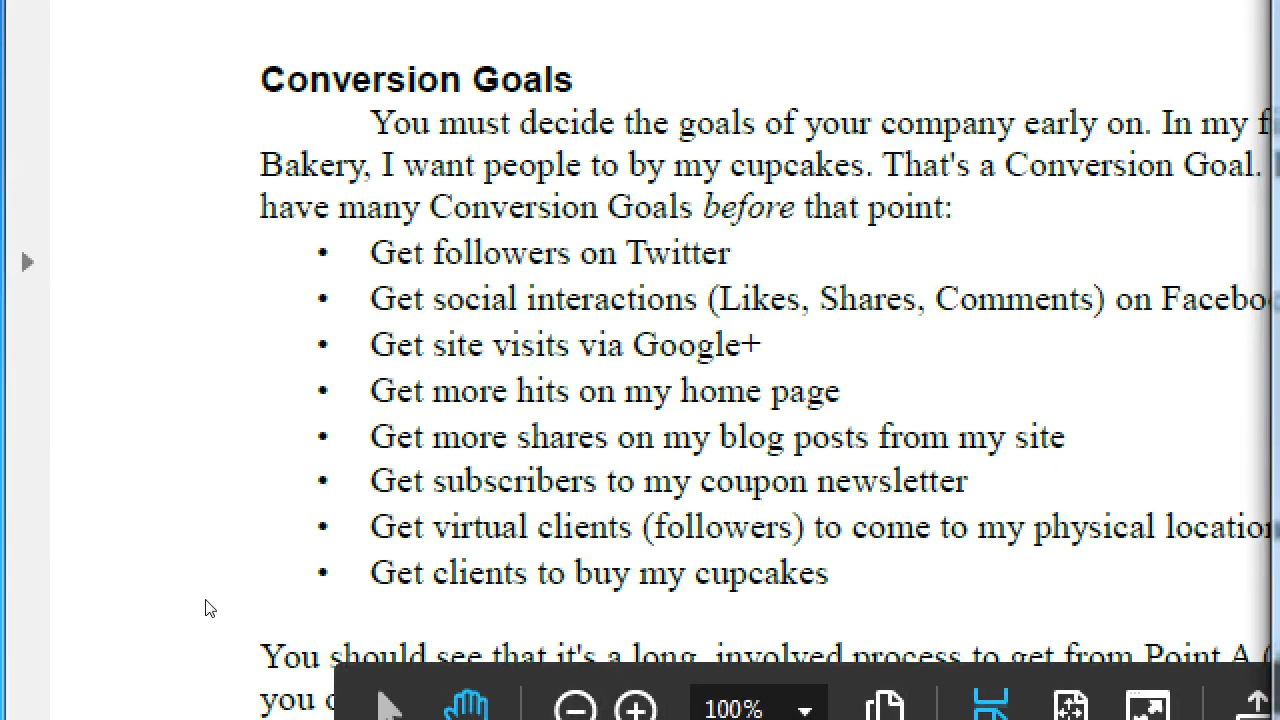 Conversion Goals
You must decide the goals of your company early on. In my
Bakery, I want people to by my cupcakes. That's a Conversion Goal.
have many Conversion Goals before that point:
• Get followers on Twitter
• Get social interactions (Likes, Shares, Comments) on
• Get site visits via Google+
• Get more hits on my home page
• Get more shares on my blog posts from my site
• Get subscribers to my coupon newsletter
• Get virtual clients (followers) to come to my physical
• Get clients to buy my cupcakes
You should see that it's a long, involved process to get from Point A
you
100%